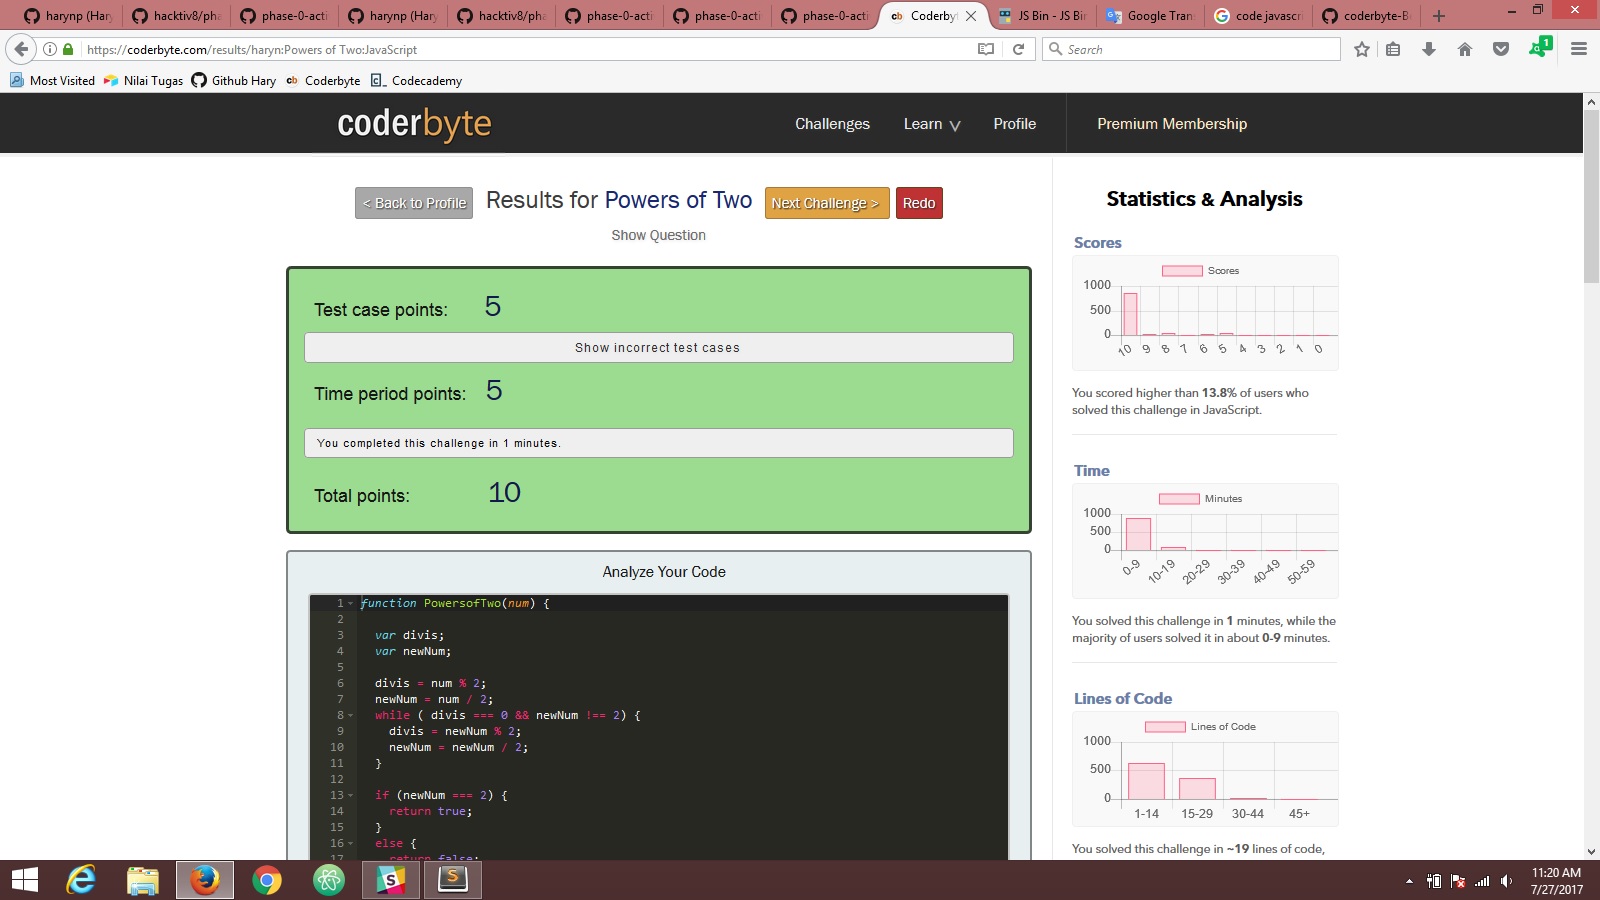 harynp (Hary
hacktiv8/pha
phase-0-acti
harynp (Hary
hacktiv8/pha
phase-0-acti
phase-0-acti
phase-0-acti
Coderbyt
JS Bin - JS Bin
Google Tran
code javascri
coderbyte-B
https://coderbyte.com/results/haryn:Powers of Two:JavaScript
Search
1
Most Visited
Nilai Tugas
Github Hary
Coderbyte
Codecademy
coderbyte
Challenges
Learn
Profile
Premium Membership
< Back to Profile
Results for Powers of Two
Next Challenge >
Redo
Show Question
Test case points: 5
Show incorrect test cases
Time period points: 5
You completed this challenge in 1 minutes.
Total points: 10
Analyze Your Code
1 function PowersofTwo(num) {
2
3 var divis;
4 var newNum;
5
6 divis = num % 2;
7 newNum = num / 2;
8 while ( divis === 0 && newNum !== 2) {
9 divis = newNum % 2;
10 newNum = newNum / 2;
11 }
12
13 if (newNum === 2) {
14 return true;
15 }
16 else {
17 return false;
Statistics & Analysis
Scores
Scores
1000
500
0
10 9 8 7 6 5 4 3 2 1 0
You scored higher than 13.8% of users who
solved this challenge in JavaScript.
Time
Minutes
1000
500
0
0-9 10-19 20-29 30-39 40-49 50-59
You solved this challenge in 1 minutes, while the
majority of users solved it in about 0-9 minutes.
Lines of Code
Lines of Code
1000
500
0
1-14 15-29 30-44 45+
You solved this challenge in ~19 lines of code,
11:20 AM
7/27/2017